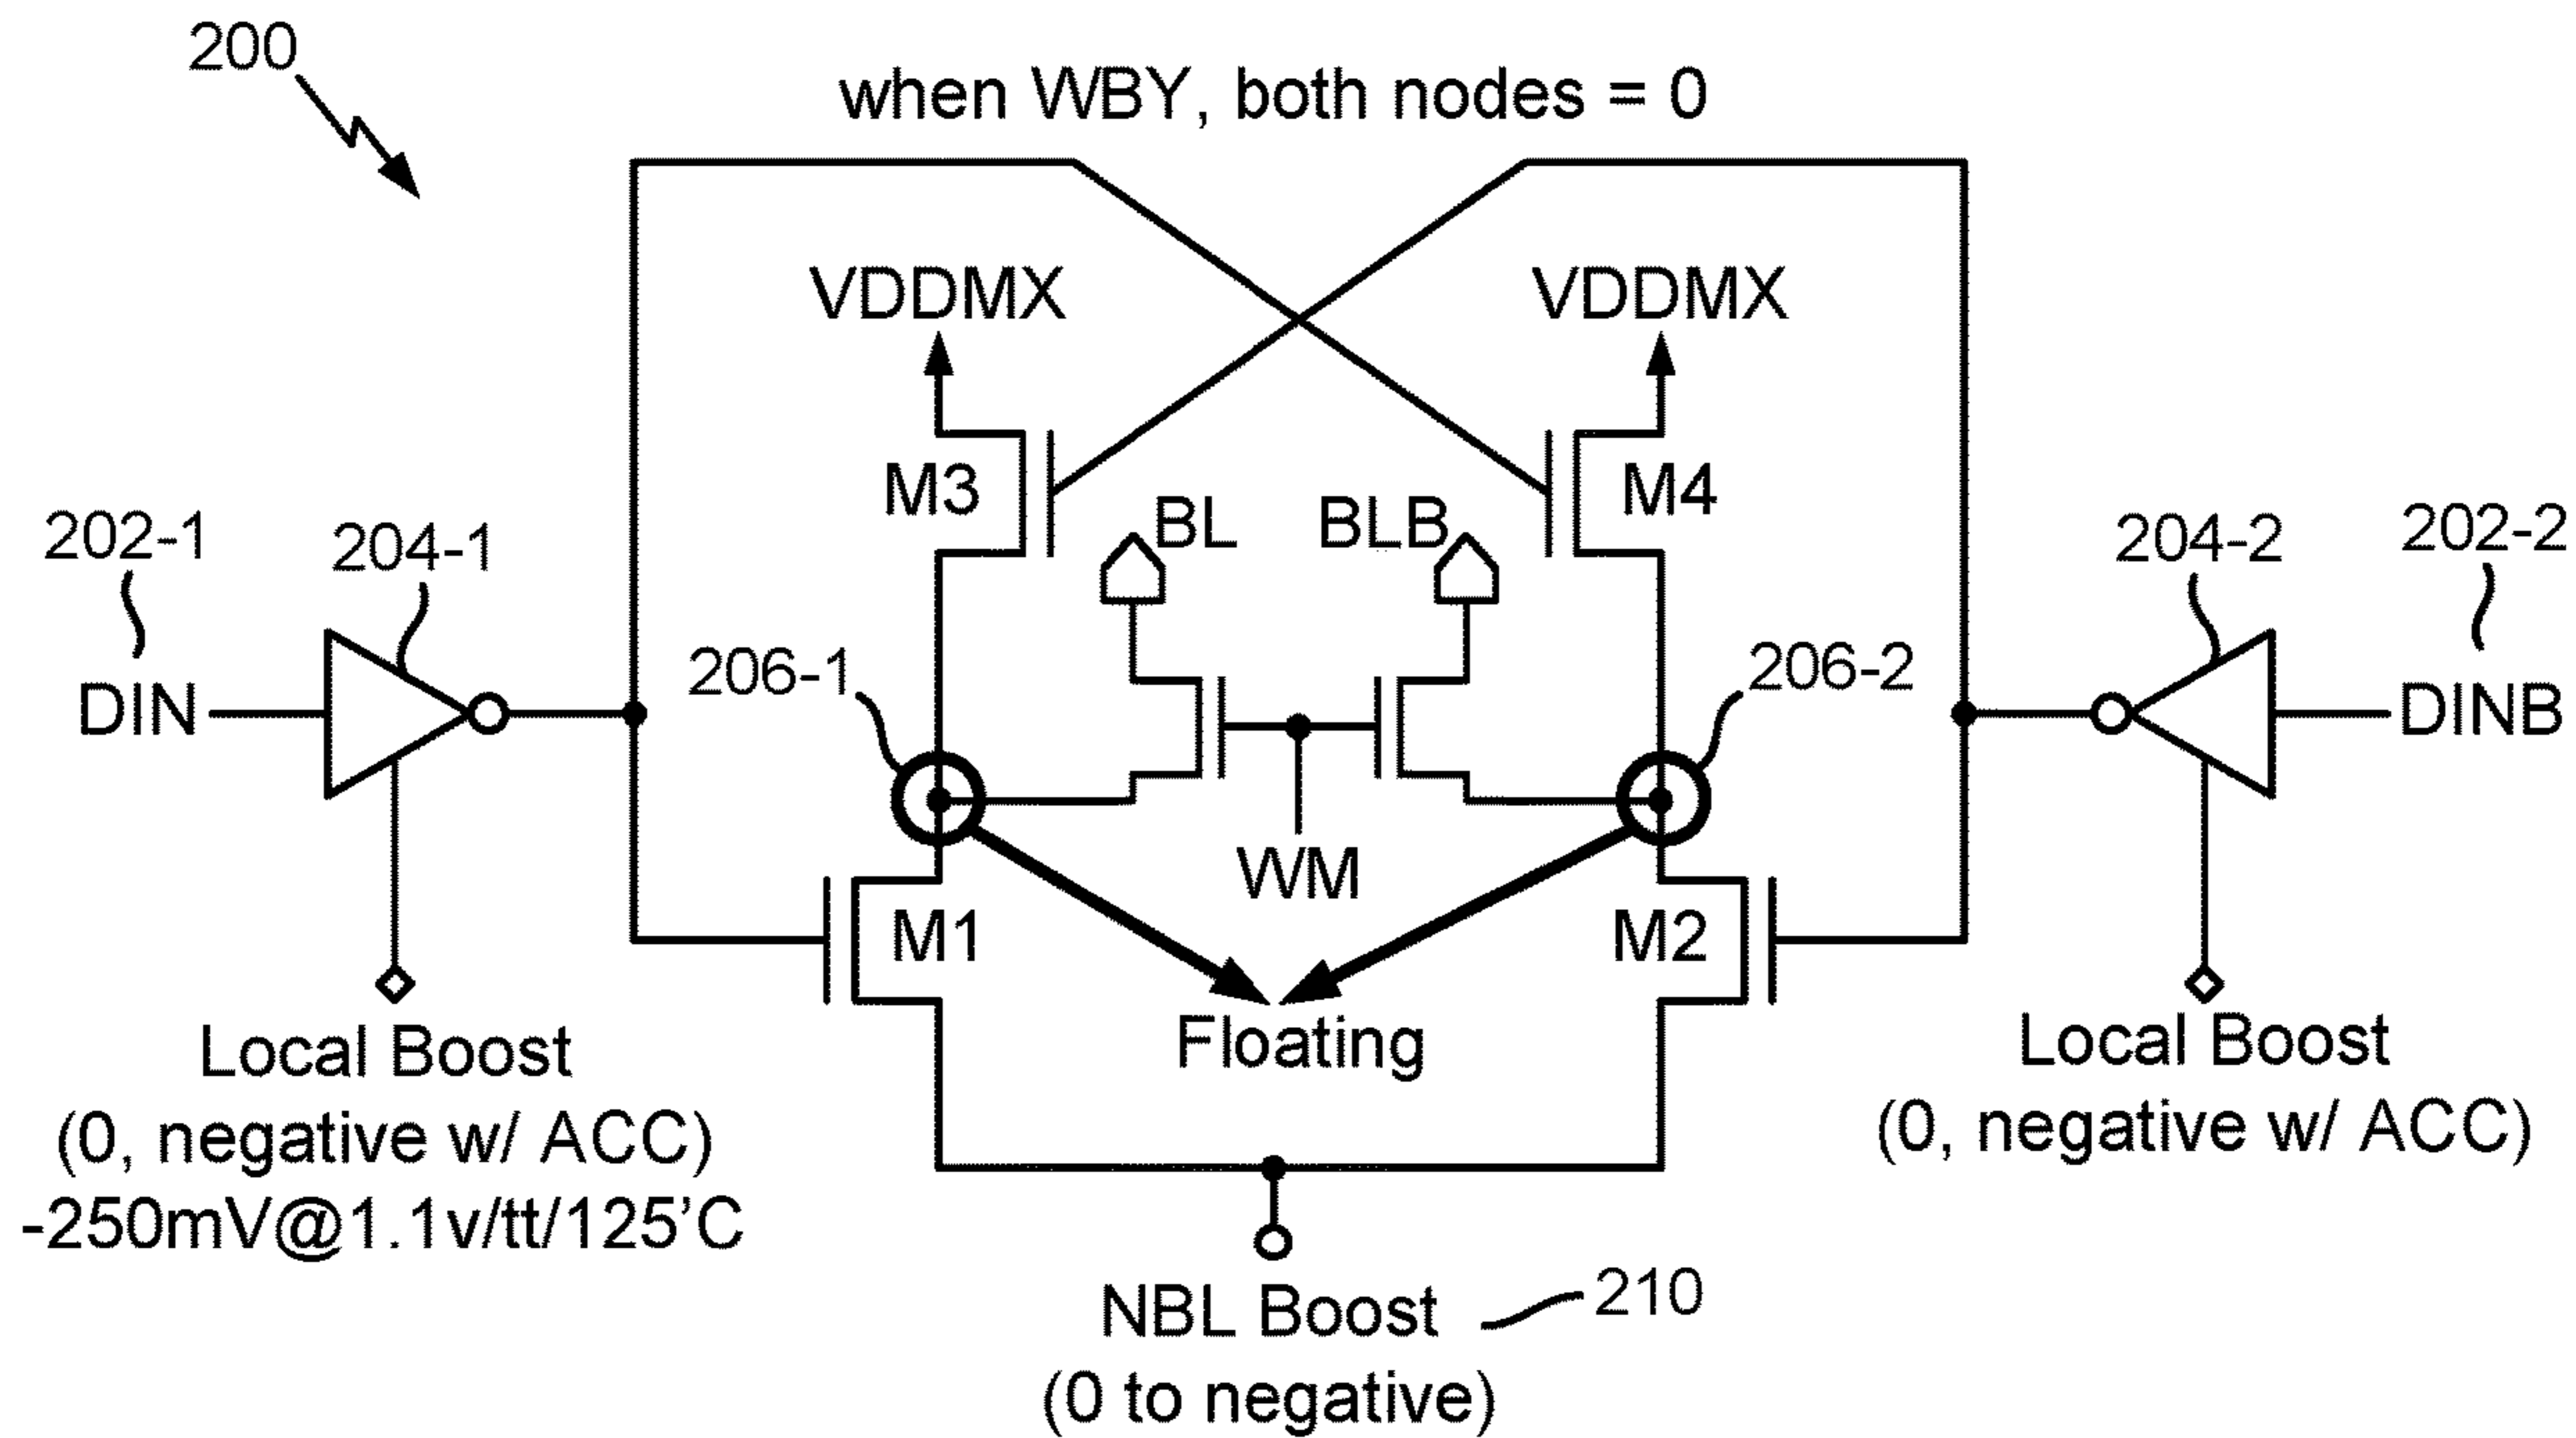 200
when WBY, both nodes = 0
VDDMX
VDDMX
M3
M4
BL
BLB
202-1
204-1
204-2
202-2
206-1
206-2
DIN
DINB
WM
M1
M2
Floating
Local Boost
(0, negative w/ ACC)
-250mV@1.1v/tt/125'C
Local Boost
(0, negative w/ ACC)
NBL Boost
210
(0 to negative)